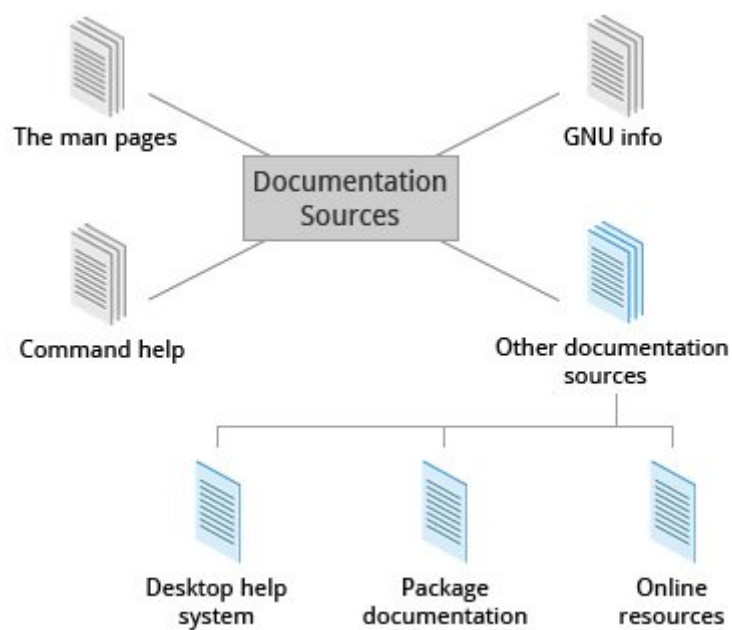 The man pages
GNU info
Documentation
Sources
Command help
Other documentation
sources
Desktop help
system
Package
documentation
Online
resources